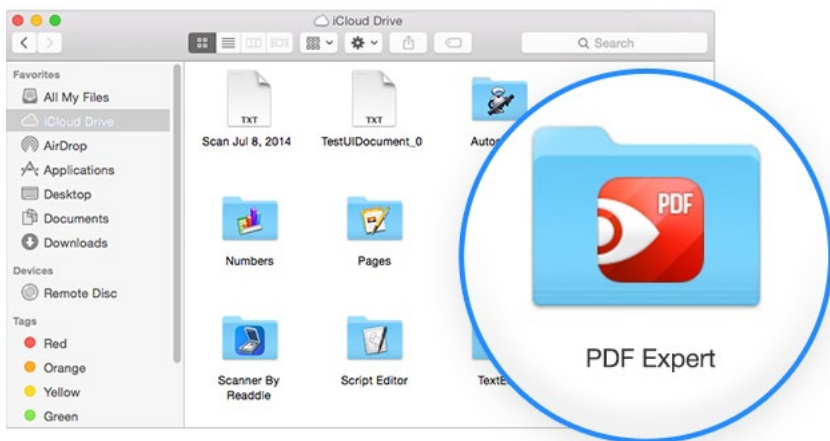 iCloud Drive
Search
Favorites
All My Files
iCloud Drive
AirDrop
Applications
Desktop
Documents
Downloads
Devices
Remote Disc
Tags
Red
Orange
Yellow
Green
TXT
TXT
Scan Jul 8, 2014
TestUIDocument_0
Numbers
Pages
Scanner By
Readdle
Script Editor
PDF
PDF Expert